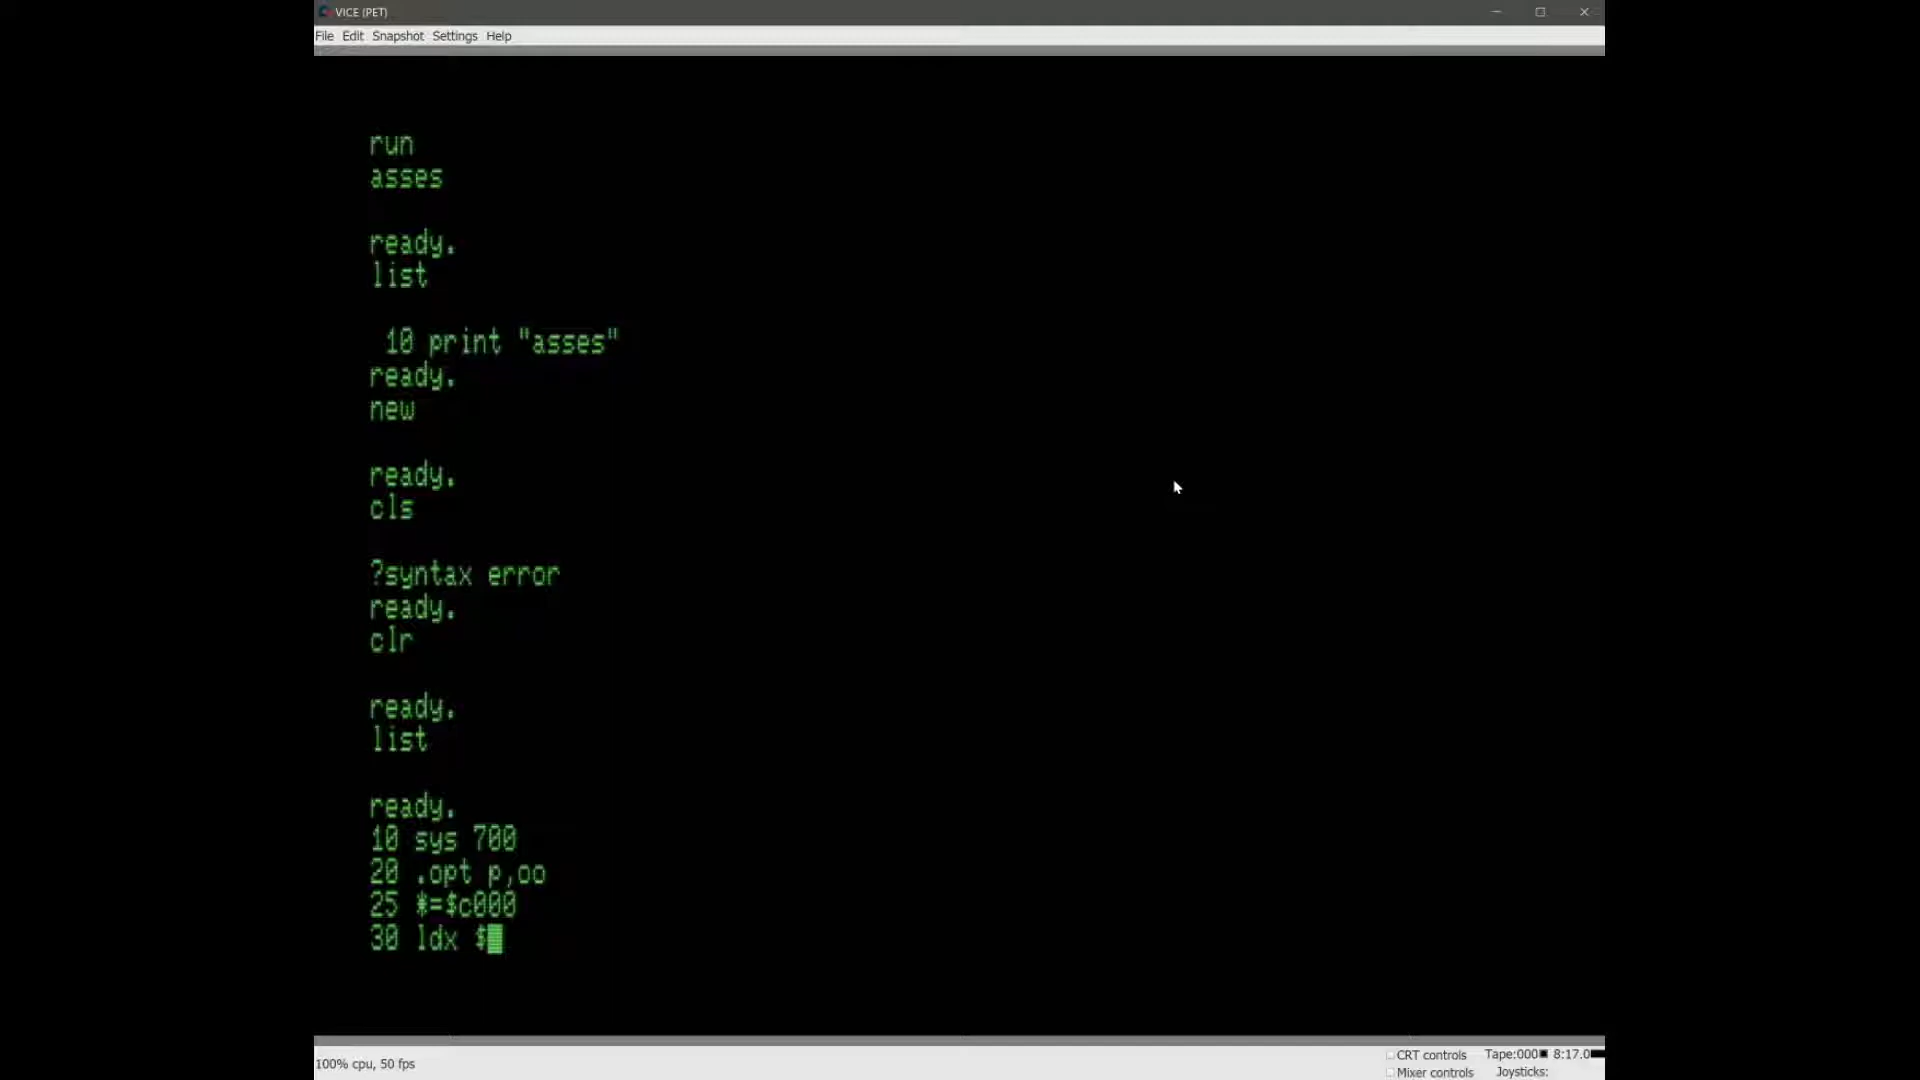 VICE (PET)
File Edit Snapshot Settings Help
run
asses
ready.
list
10 print "asses"
ready.
new
ready.
cls
?syntax error
ready.
clr
ready.
list
ready.
10 sys 700
20 .opt p,oo
25 *=$c000
30 ldx $
100% cpu, 50 fps
CRT controls
Tape:000
8:17.0
Mixer controls
Joysticks: